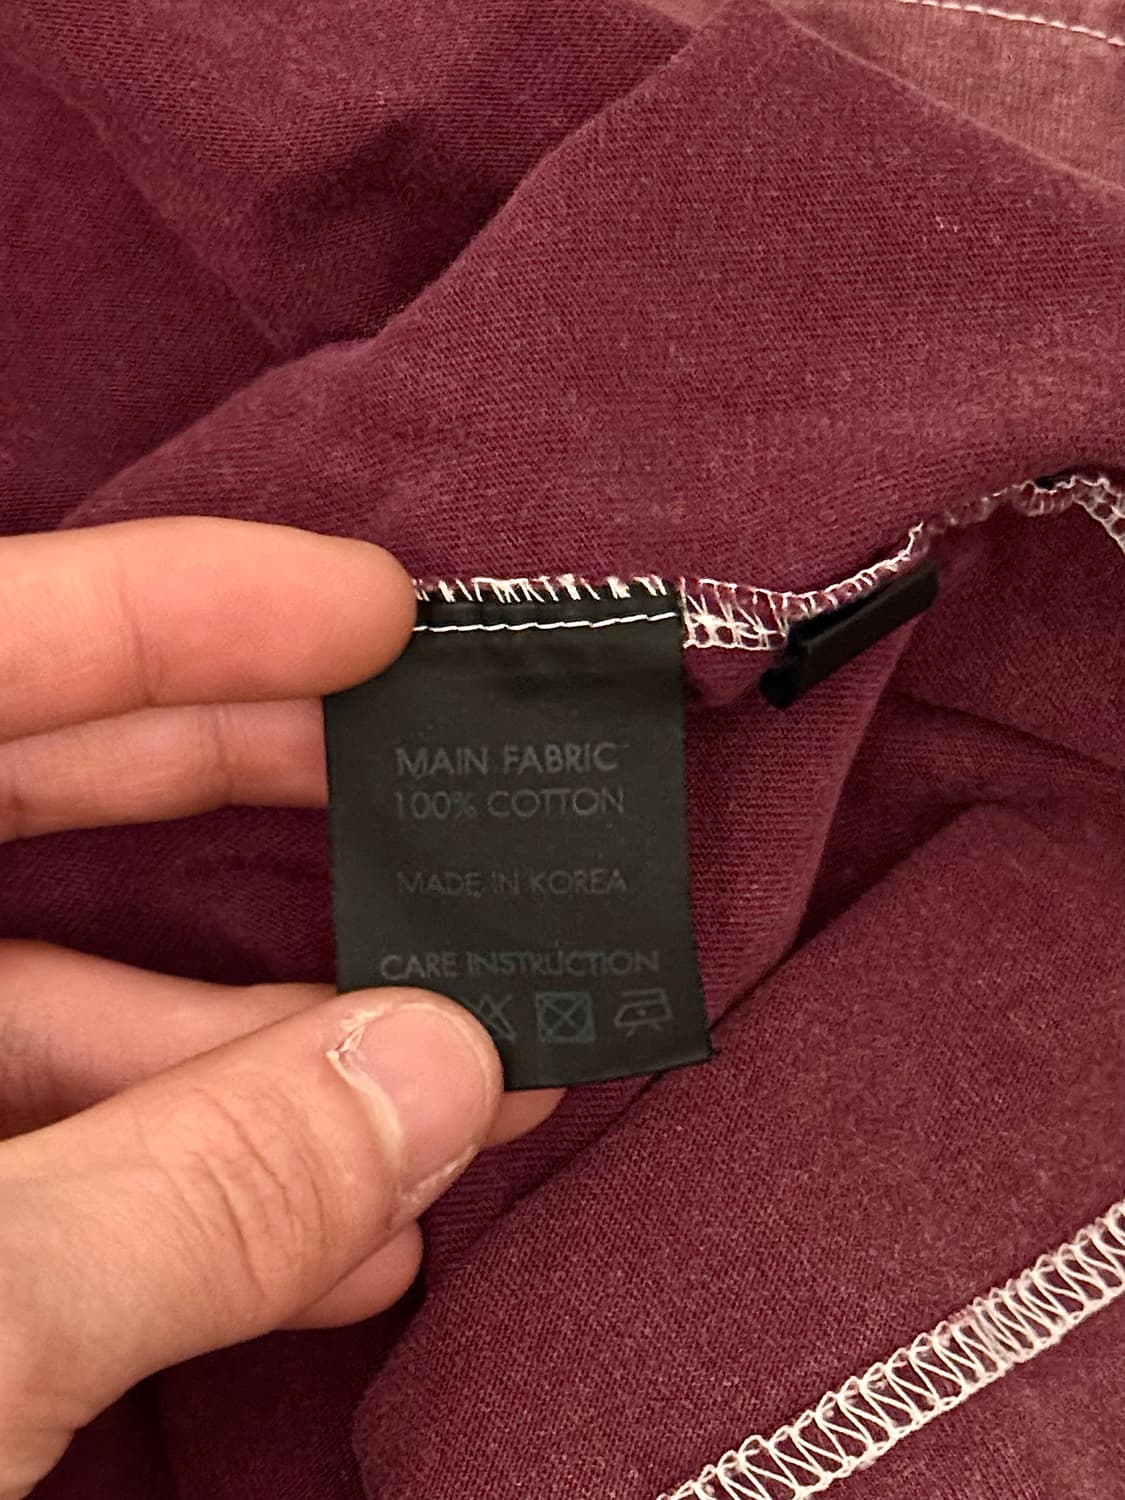 MAIN FABRIC
100% COTTON
MADE IN KOREA
CARE INSTRUCTION